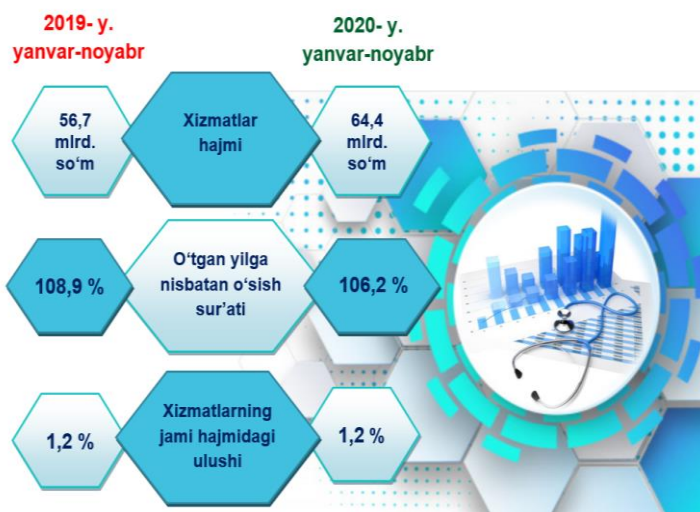 2019- y.
yanvar-noyabr
2020- y.
yanvar-noyabr
56,7
mlrd.
so‘m
Xizmatlar
hajmi
64,4
mlrd.
so‘m
108,9 %
O‘tgan yilga
nisbatan o‘sish
sur’ati
106,2 %
1,2 %
Xizmatlarning
jami hajmidagi
ulushi
1,2 %